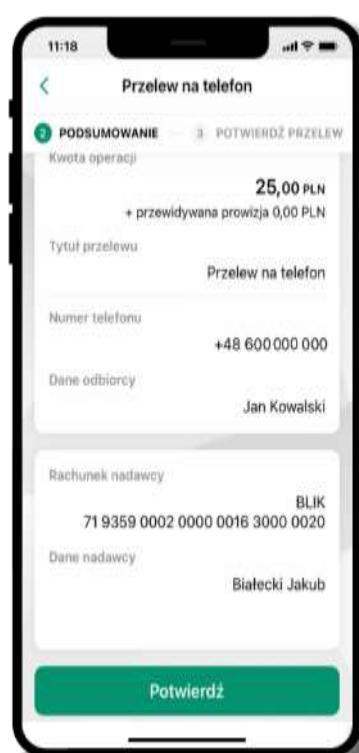 11:18
Przelew na telefon
2 PODSUMOWANIE 3 POTWIERDŹ PRZELEW
Kwota operacji
25,00 PLN
+ przewidywana prowizja 0,00 PLN
Tytuł przelewu
Przelew na telefon
Numer telefonu
+48 600 000 000
Dane odbiorcy
Jan Kowalski
Rachunek nadawcy
BLIK
71 9359 0002 0000 0016 3000 0020
Dane nadawcy
Białecki Jakub
Potwierdź